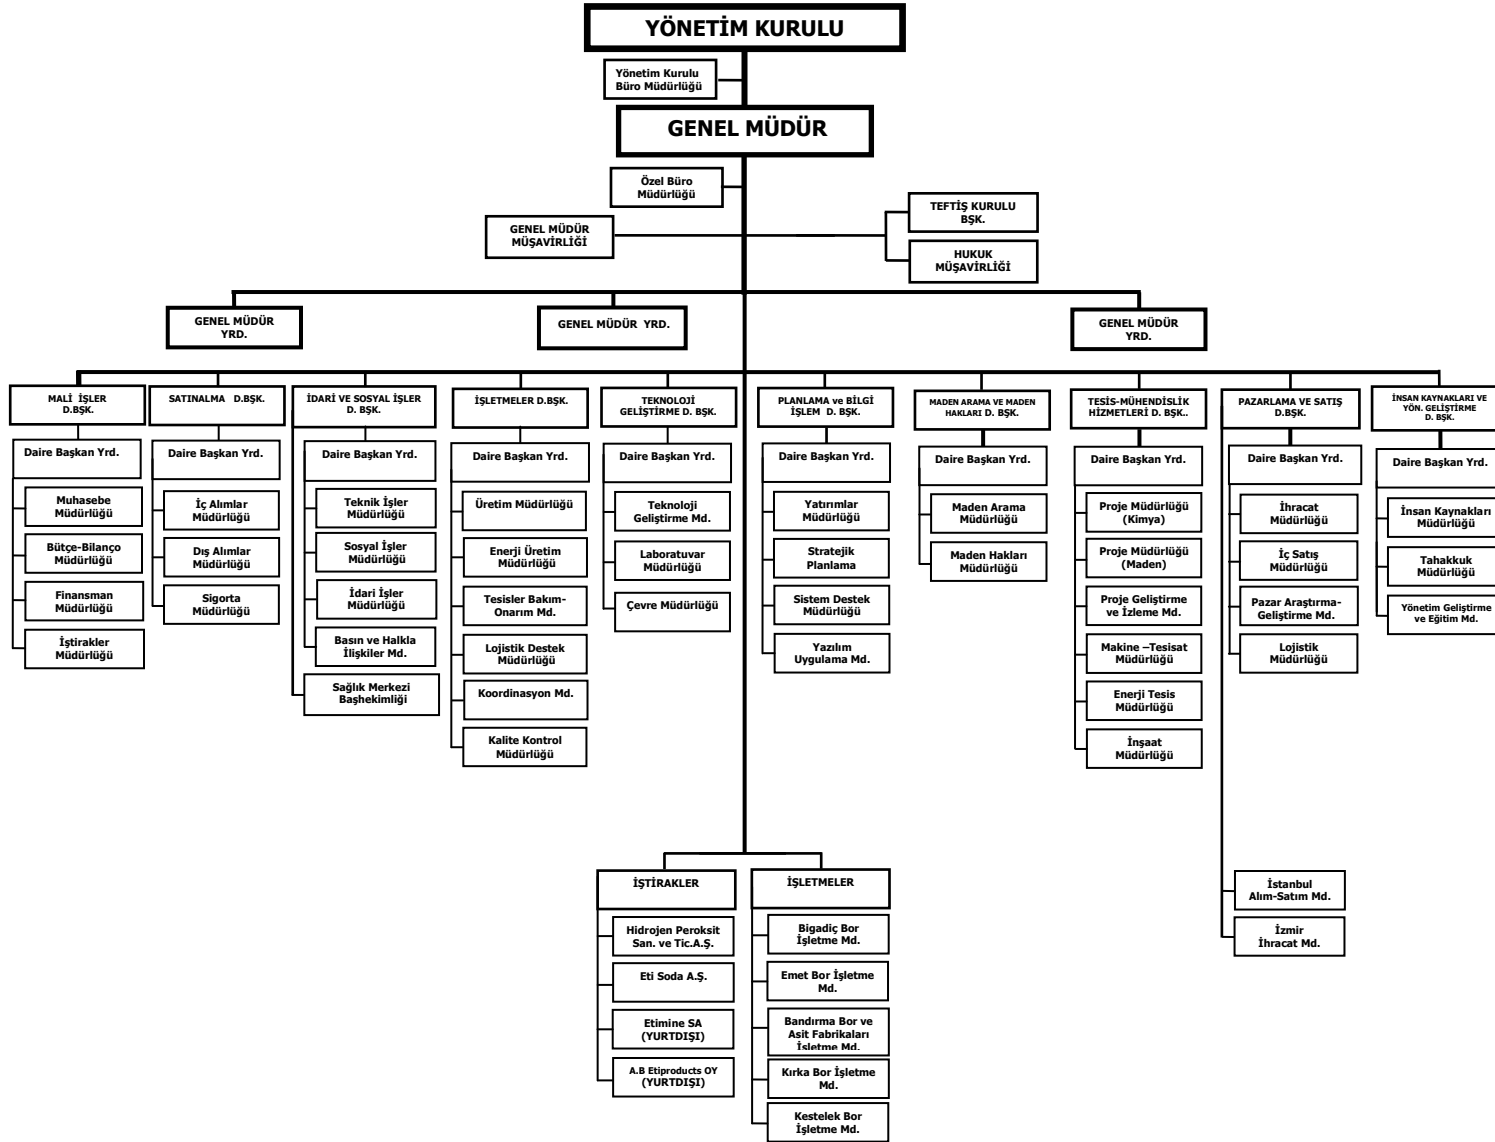 YÖNETİM KURULU
Yönetim Kurulu
Büro Müdürlüğü
GENEL MÜDÜR
Özel Büro
Müdürlüğü
GENEL MÜDÜR
MÜŞAVİRLİĞİ
TEFTİŞ KURULU
BŞK.
HUKUK
MÜŞAVİRLİĞİ
GENEL MÜDÜR
YRD.
GENEL MÜDÜR YRD.
GENEL MÜDÜR
YRD.
MALİ İŞLER
D.BŞK.
Daire Başkan Yrd.
Muhasebe
Müdürlüğü
Bütçe-Bilanço
Müdürlüğü
Finansman
Müdürlüğü
İştirakler
Müdürlüğü
SATINALMA D.BŞK.
Daire Başkan Yrd.
İç Alımlar
Müdürlüğü
Dış Alımlar
Müdürlüğü
Sigorta
Müdürlüğü
İDARİ VE SOSYAL İŞLER
D. BŞK.
Daire Başkan Yrd.
Teknik İşler
Müdürlüğü
Sosyal İşler
Müdürlüğü
İdari İşler
Müdürlüğü
Basın ve Halkla
İlişkiler Md.
Sağlık Merkezi
Başhekimliği
İŞLETMELER D.BŞK.
Daire Başkan Yrd.
Üretim Müdürlüğü
Enerji Üretim
Müdürlüğü
Tesisler Bakım-
Onarım Md.
Lojistik Destek
Müdürlüğü
Koordinasyon Md.
Kalite Kontrol
Müdürlüğü
TEKNOLOJİ
GELİŞTİRME D. BŞK.
Daire Başkan Yrd.
Teknoloji
Geliştirme Md.
Laboratuvar
Müdürlüğü
Çevre Müdürlüğü
PLANLAMA ve BİLGİ
İŞLEM D. BŞK.
Daire Başkan Yrd.
Yatırımlar
Müdürlüğü
Stratejik
Planlama
Sistem Destek
Müdürlüğü
Yazılım
Uygulama Md.
MADEN ARAMA VE MADEN
HAKLARI D. BŞK.
Daire Başkan Yrd.
Maden Arama
Müdürlüğü
Maden Hakları
Müdürlüğü
TESİS-MÜHENDİSLİK
HİZMETLERİ D. BŞK..
Daire Başkan Yrd.
Proje Müdürlüğü
(Kimya)
Proje Müdürlüğü
(Maden)
Proje Geliştirme
ve İzleme Md.
Makine –Tesisat
Müdürlüğü
Enerji Tesis
Müdürlüğü
İnşaat
Müdürlüğü
PAZARLAMA VE SATIŞ
D.BŞK.
Daire Başkan Yrd.
İhracat
Müdürlüğü
İç Satış
Müdürlüğü
Pazar Araştırma-
Geliştirme Md.
Lojistik
Müdürlüğü
İstanbul
Alım-Satım Md.
İzmir
İhracat Md.
İNSAN KAYNAKLARI VE
YÖN. GELİŞTİRME
D. BŞK.
Daire Başkan Yrd.
İnsan Kaynakları
Müdürlüğü
Tahakkuk
Müdürlüğü
Yönetim Geliştirme
ve Eğitim Md.
İŞTİRAKLER
Hidrojen Peroksit
San. ve Tic.A.Ş.
Eti Soda A.Ş.
Etimine SA
(YURTDIŞI)
A.B Etiproducts OY
(YURTDIŞI)
İŞLETMELER
Bigadiç Bor
İşletme Md.
Emet Bor İşletme
Md.
Bandırma Bor ve
Asit Fabrikaları
İşletme Md.
Kırka Bor İşletme
Md.
Kestelek Bor
İşletme Md.